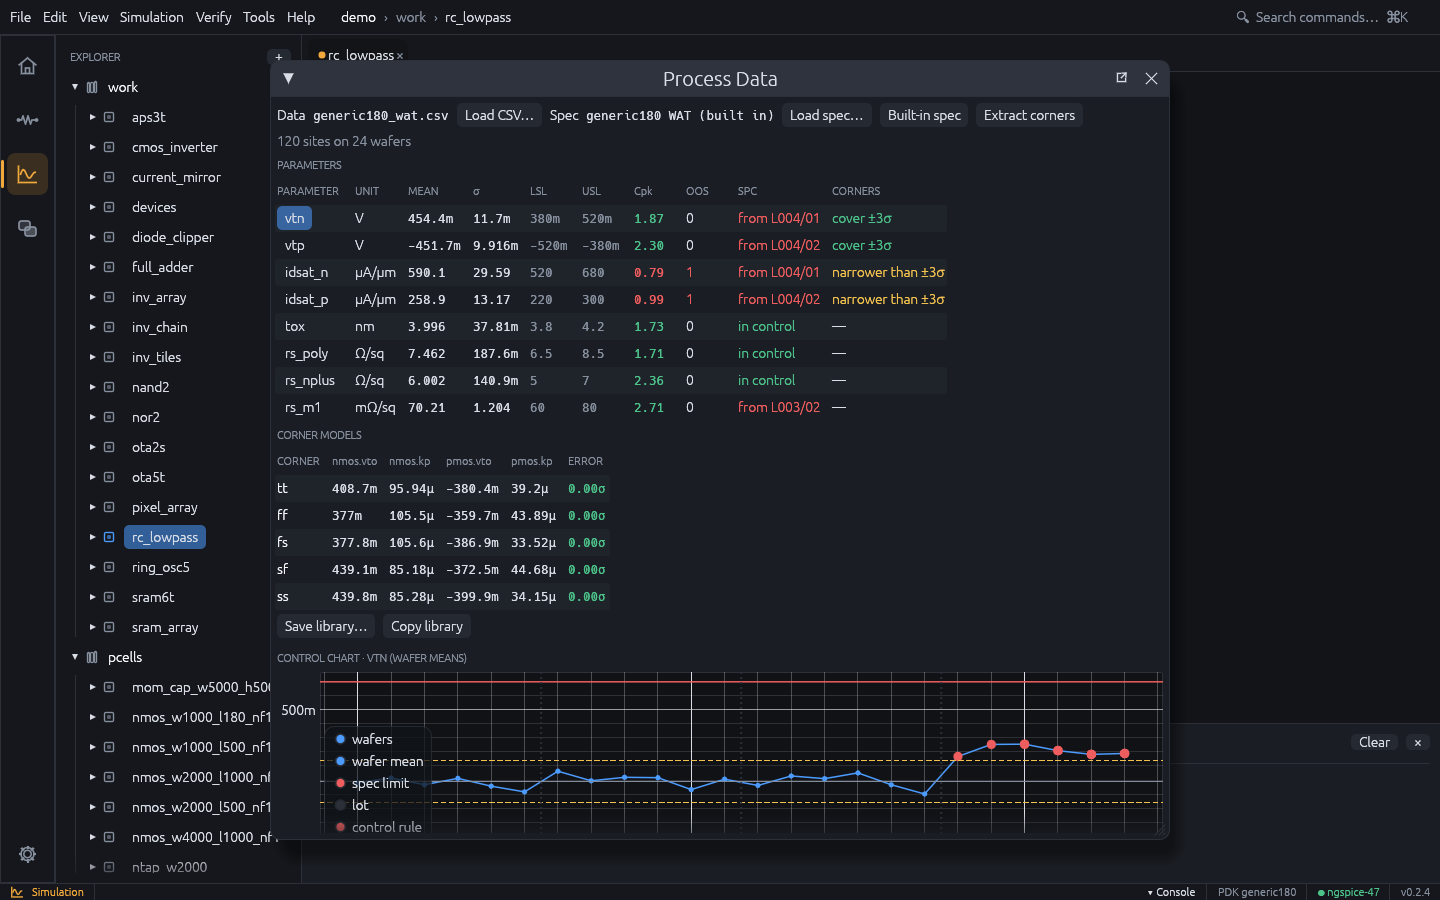 File Edit View Simulation Verify Tools Help demo › work › rc_lowpass Search commands… ⌘K
EXPLORER +
rc_lowpass ×
▼ Process Data
work
aps3t
cmos_inverter
current_mirror
devices
diode_clipper
full_adder
inv_array
inv_chain
inv_tiles
nand2
nor2
ota2s
ota5t
pixel_array
rc_lowpass
ring_osc5
sram6t
sram_array
pcells
mom_cap_w5000_h500
nmos_w1000_l180_nf1
nmos_w1000_l500_nf1
nmos_w2000_l1000_nf
nmos_w2000_l500_nf1
nmos_w4000_l1000_nf1
ntap_w2000
Data generic180_wat.csv Load CSV… Spec generic180 WAT (built in) Load spec… Built-in spec Extract corners
120 sites on 24 wafers
PARAMETERS
PARAMETER UNIT MEAN σ LSL USL Cpk OOS SPC CORNERS
vtn V 454.4m 11.7m 380m 520m 1.87 0 from L004/01 cover ±3σ
vtp V −451.7m 9.916m −520m −380m 2.30 0 from L004/02 cover ±3σ
idsat_n µA/µm 590.1 29.59 520 680 0.79 1 from L004/01 narrower than ±3σ
idsat_p µA/µm 258.9 13.17 220 300 0.99 1 from L004/02 narrower than ±3σ
tox nm 3.996 37.81m 3.8 4.2 1.73 0 in control —
rs_poly Ω/sq 7.462 187.6m 6.5 8.5 1.71 0 in control —
rs_nplus Ω/sq 6.002 140.9m 5 7 2.36 0 in control —
rs_m1 mΩ/sq 70.21 1.204 60 80 2.71 0 from L003/02 —
CORNER MODELS
CORNER nmos.vto nmos.kp pmos.vto pmos.kp ERROR
tt 408.7m 95.94µ −380.4m 39.2µ 0.00σ
ff 377m 105.5µ −359.7m 43.89µ 0.00σ
fs 377.8m 105.6µ −386.9m 33.52µ 0.00σ
sf 439.1m 85.18µ −372.5m 44.68µ 0.00σ
ss 439.8m 85.28µ −399.9m 34.15µ 0.00σ
Save library… Copy library
CONTROL CHART · VTN (WAFER MEANS)
500m
wafers
wafer mean
spec limit
lot
control rule
Clear ×
Simulation ▾ Console PDK generic180 ngspice-47 v0.2.4